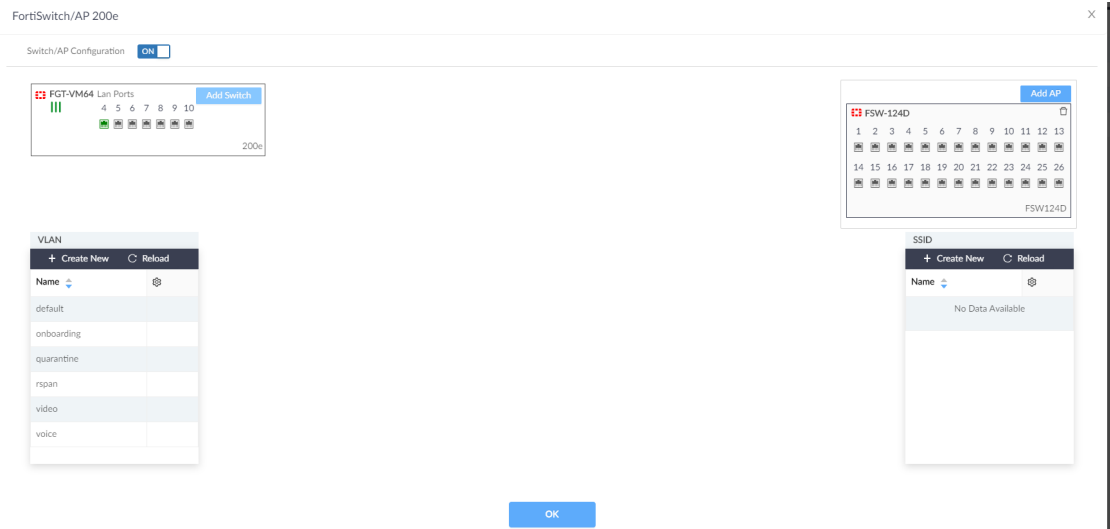 FortiSwitch/AP 200e
X
Switch/AP Configuration ON
FGT-VM64 Lan Ports Add Switch
4 5 6 7 8 9 10
200e
Add AP
FSW-124D
1 2 3 4 5 6 7 8 9 10 11 12 13
14 15 16 17 18 19 20 21 22 23 24 25 26
FSW124D
VLAN
+ Create New Reload
Name
default
onboarding
quarantine
rspan
video
voice
SSID
+ Create New Reload
Name
No Data Available
OK